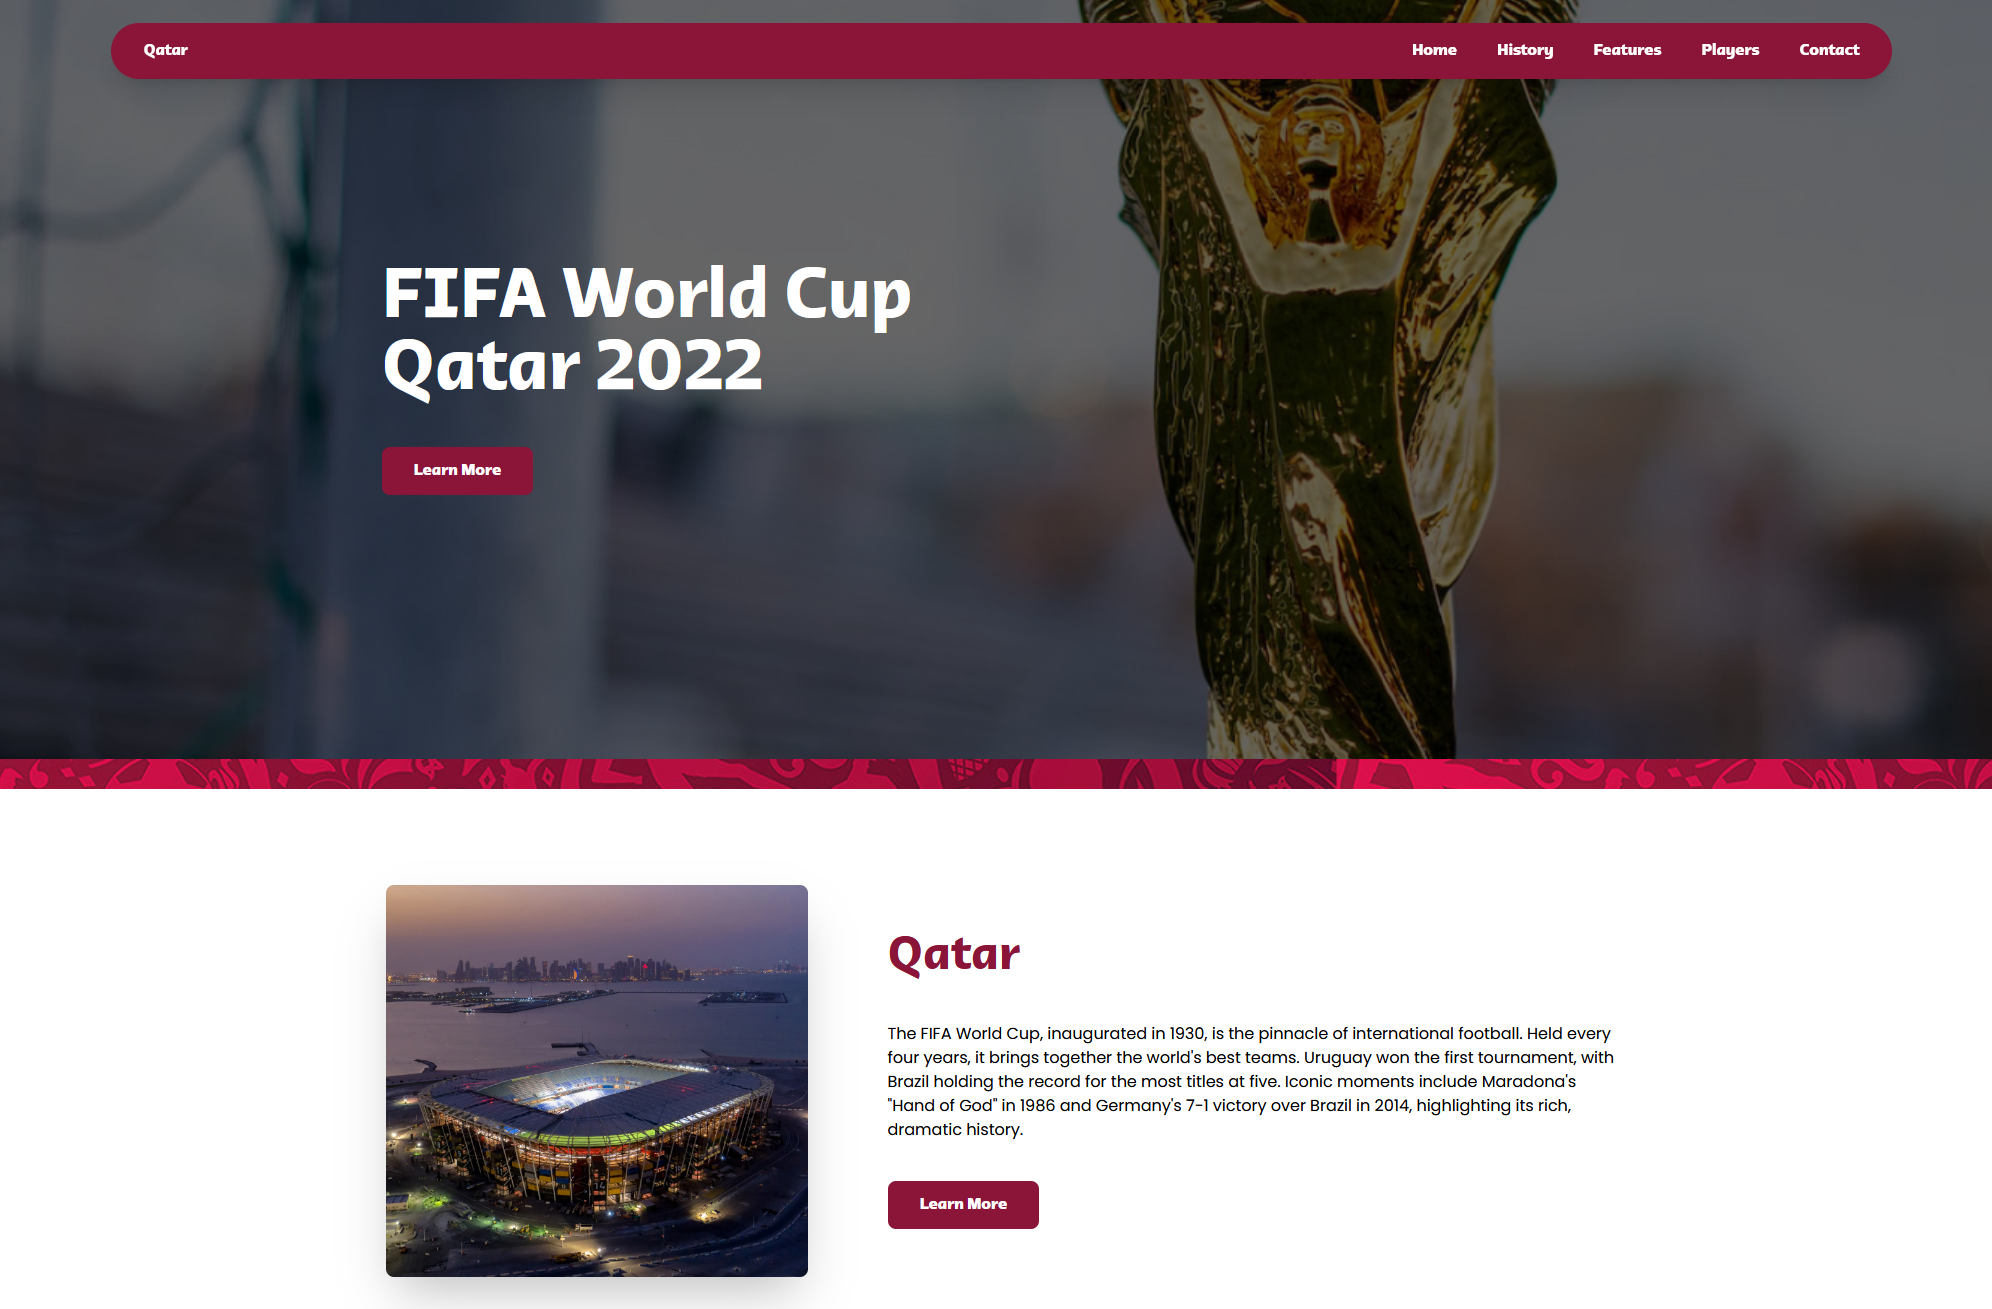 Qatar
Home
History
Features
Players
Contact
FIFA World Cup
Qatar 2022
Learn More
Qatar
The FIFA World Cup, inaugurated in 1930, is the pinnacle of international football. Held every
four years, it brings together the world's best teams. Uruguay won the first tournament, with
Brazil holding the record for the most titles at five. Iconic moments include Maradona's
"Hand of God" in 1986 and Germany's 7-1 victory over Brazil in 2014, highlighting its rich,
dramatic history.
Learn More